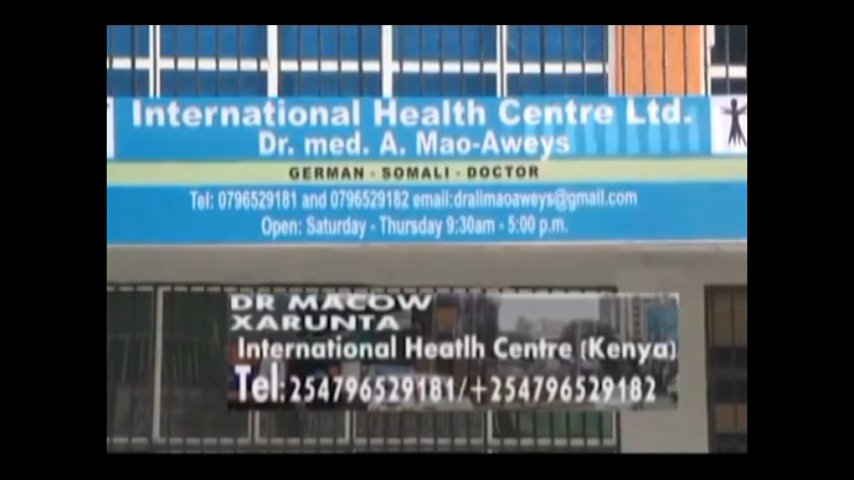 International Health Centre Ltd.
Dr. med. A. Mao-Aweys
GERMAN - SOMALI - DOCTOR
Tel: 0796529181 and 0796529182 email:dralimaoaweys@gmail.com
Open: Saturday - Thursday 9:30am - 5:00 p.m.
DR MACOW
XARUNTA
International Heatlh Centre (Kenya)
Tel:254796529181/+254796529182